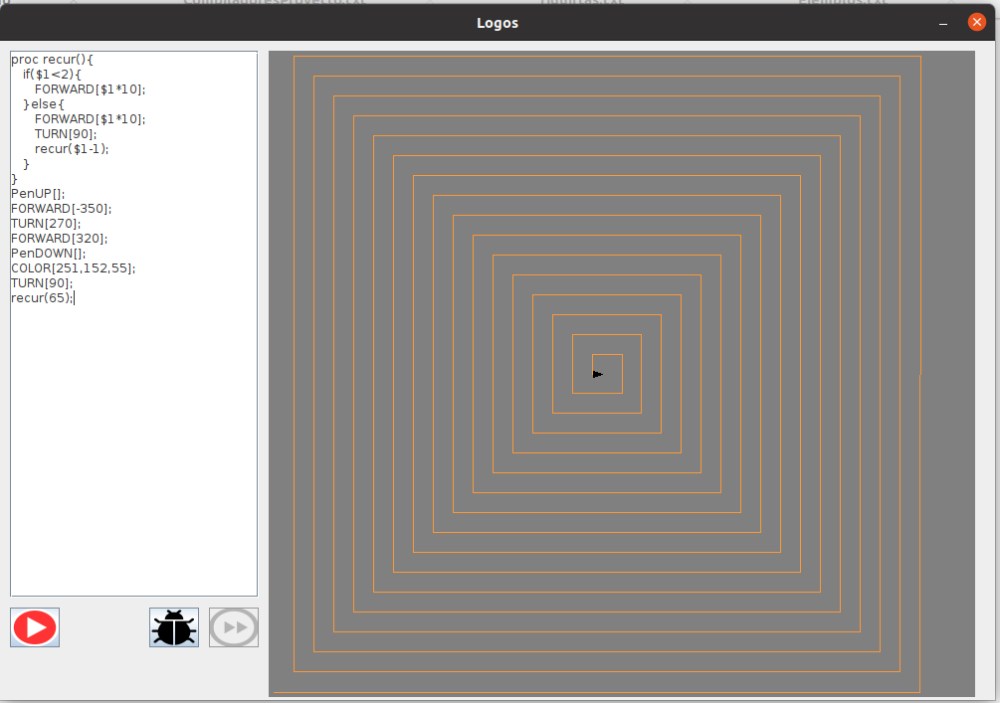 Logos
proc recur(){
if($1<2){
FORWARD[$1*10];
}else{
FORWARD[$1*10];
TURN[90];
recur($1-1);
}
}
PenUP[];
FORWARD[-350];
TURN[270];
FORWARD[320];
PenDOWN[];
COLOR[251,152,55];
TURN[90];
recur(65);